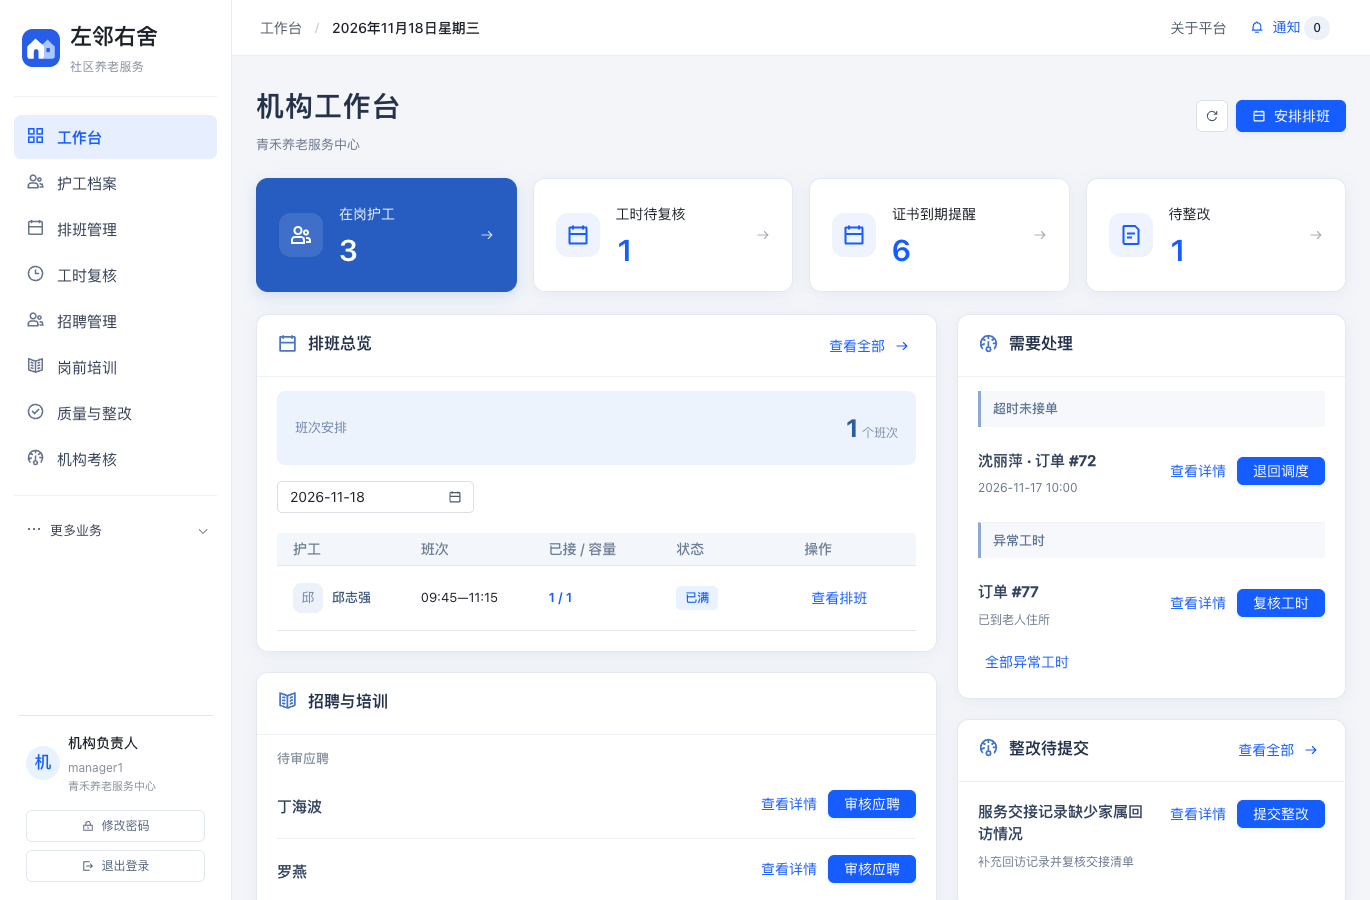 左邻右舍
社区养老服务
工作台
护工档案
排班管理
工时复核
招聘管理
岗前培训
质量与整改
机构考核
更多业务
机
机构负责人
manager1
青禾养老服务中心
修改密码
退出登录
工作台 / 2026年11月18日星期三
关于平台
通知 0
机构工作台
青禾养老服务中心
安排排班
在岗护工
3
工时待复核
1
证书到期提醒
6
待整改
1
排班总览
查看全部
班次安排
1 个班次
2026-11-18
护工 班次 已接 / 容量 状态 操作
邱 邱志强 09:45—11:15 1 / 1 已满 查看排班
招聘与培训
待审应聘
丁海波 查看详情 审核应聘
罗燕 查看详情 审核应聘
需要处理
超时未接单
沈丽萍 · 订单 #72
2026-11-17 10:00
查看详情 退回调度
异常工时
订单 #77
已到老人住所
查看详情 复核工时
全部异常工时
整改待提交
查看全部
服务交接记录缺少家属回
访情况
补充回访记录并复核交接清单
查看详情 提交整改